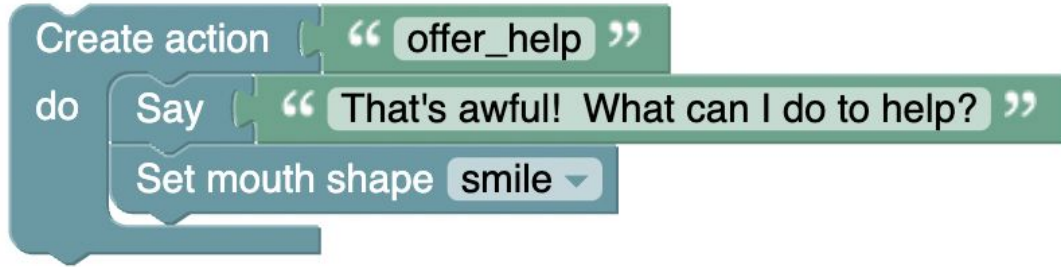 Create action “ offer_help ”
do Say “ That's awful!  What can I do to help? ”
Set mouth shape smile